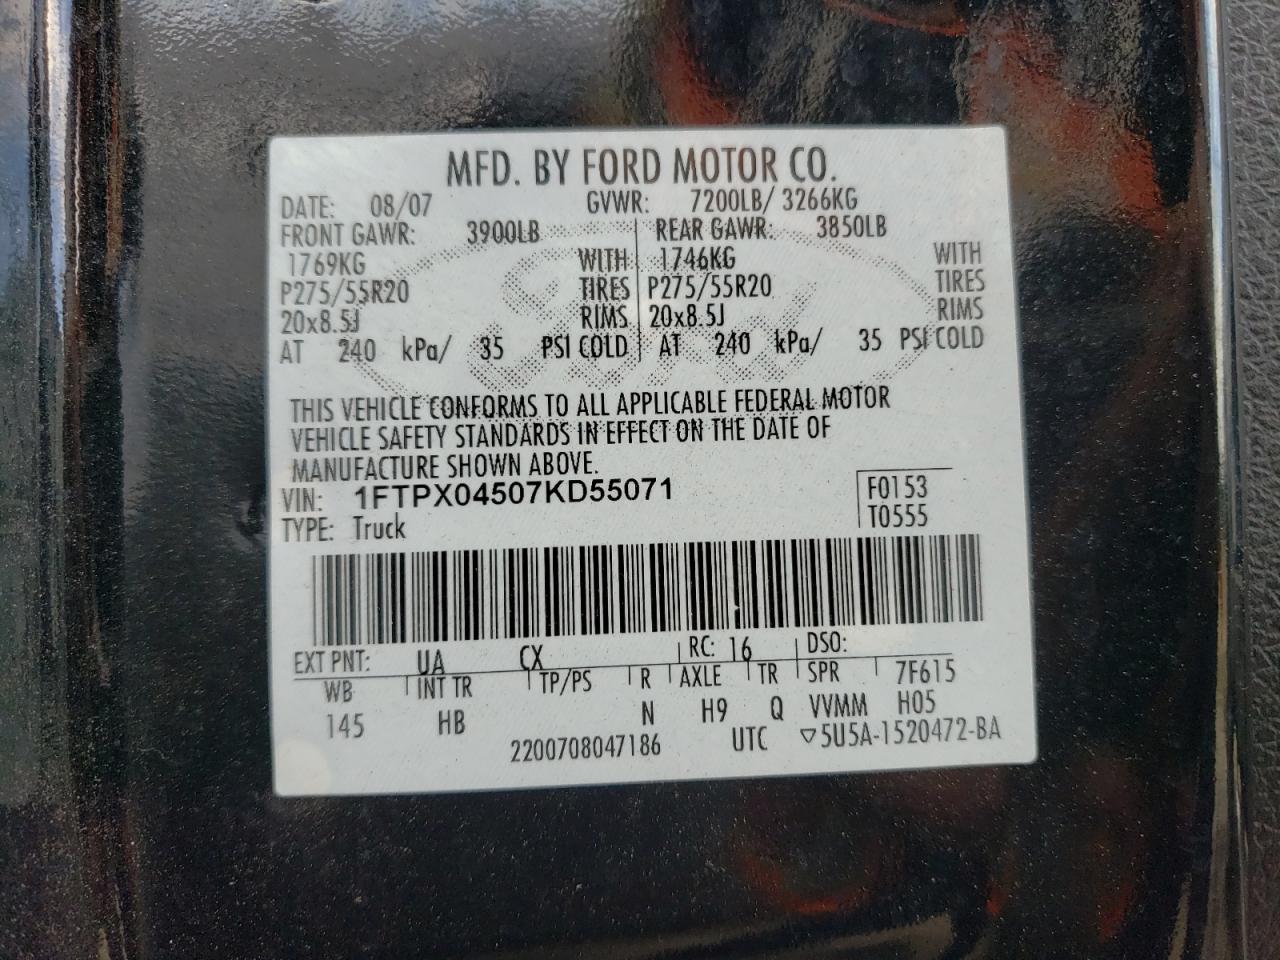 MFD. BY FORD MOTOR CO.
DATE: 08/07 GVWR: 7200LB/ 3266KG
FRONT GAWR: 3900LB REAR GAWR: 3850LB
1769KG WITH 1746KG WITH
P275/55R20 TIRES P275/55R20 TIRES
20x8.5J RIMS 20x8.5J RIMS
AT 240 kPa/ 35 PSI COLD AT 240 kPa/ 35 PSI COLD
THIS VEHICLE CONFORMS TO ALL APPLICABLE FEDERAL MOTOR
VEHICLE SAFETY STANDARDS IN EFFECT ON THE DATE OF
MANUFACTURE SHOWN ABOVE.
VIN: 1FTPX04507KD55071 F0153
TYPE: Truck T0555
EXT PNT: UA CX RC: 16 DSO:
WB INT TR TP/PS R AXLE TR SPR 7F615
145 HB N H9 Q VVMM H05
2200708047186 UTC ▽5U5A-1520472-BA